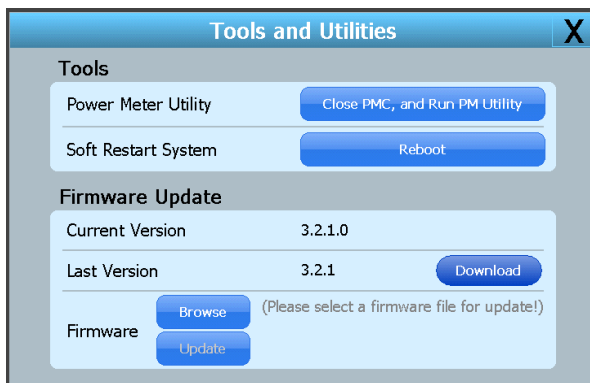 Tools and Utilities X
Tools
Power Meter Utility Close PMC, and Run PM Utility
Soft Restart System Reboot
Firmware Update
Current Version 3.2.1.0
Last Version 3.2.1 Download
Browse (Please select a firmware file for update!)
Firmware
Update